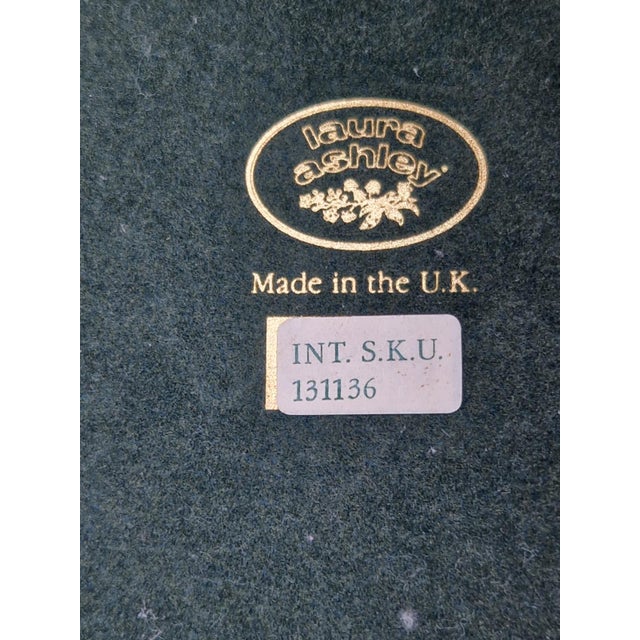 laura
ashley
Made in the U.K.
INT. S.K.U.
131136